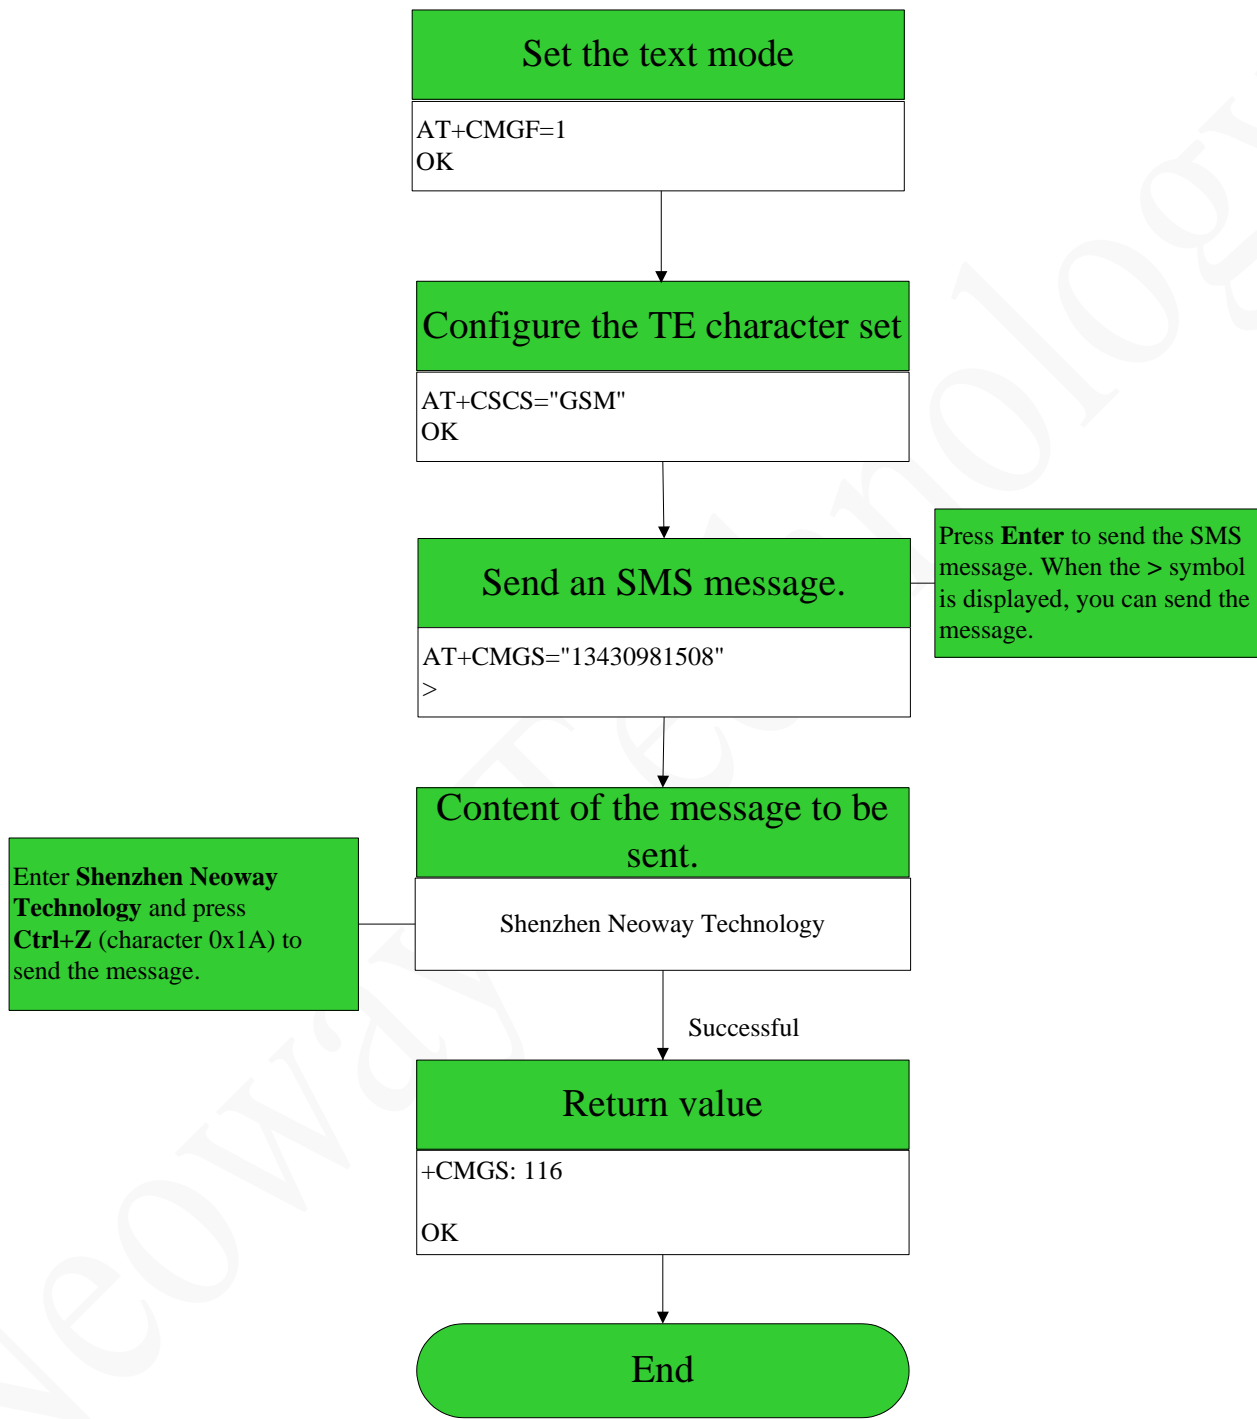 Set the text mode
AT+CMGF=1
OK
Configure the TE character set
AT+CSCS="GSM"
OK
Send an SMS message.
AT+CMGS="13430981508"
>
Press Enter to send the SMS
message. When the > symbol
is displayed, you can send the
message.
Content of the message to be
sent.
Shenzhen Neoway Technology
Enter Shenzhen Neoway
Technology and press
Ctrl+Z (character 0x1A) to
send the message.
Successful
Return value
+CMGS: 116
OK
End
Neoway Technology